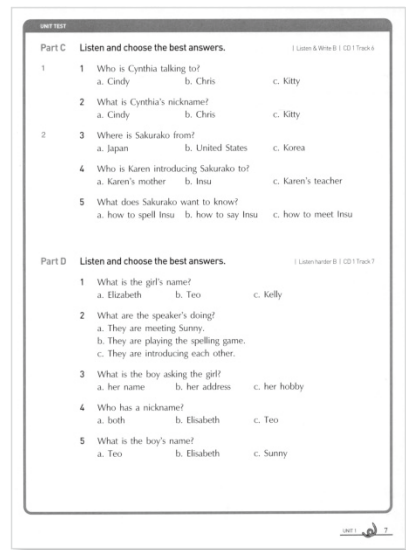 UNIT TEST
Part C Listen and choose the best answers. | Listen & Write B | CD 1 Track 6
1 1 Who is Cynthia talking to?
a. Cindy b. Chris c. Kitty
2 What is Cynthia's nickname?
a. Cindy b. Chris c. Kitty
2 3 Where is Sakurako from?
a. Japan b. United States c. Korea
4 Who is Karen introducing Sakurako to?
a. Karen's mother b. Insu c. Karen's teacher
5 What does Sakurako want to know?
a. how to spell Insu b. how to say Insu c. how to meet Insu
Part D Listen and choose the best answers. | Listen harder B | CD 1 Track 7
1 What is the girl's name?
a. Elizabeth b. Teo c. Kelly
2 What are the speaker's doing?
a. They are meeting Sunny.
b. They are playing the spelling game.
c. They are introducing each other.
3 What is the boy asking the girl?
a. her name b. her address c. her hobby
4 Who has a nickname?
a. both b. Elisabeth c. Teo
5 What is the boy's name?
a. Teo b. Elisabeth c. Sunny
UNIT 1 7